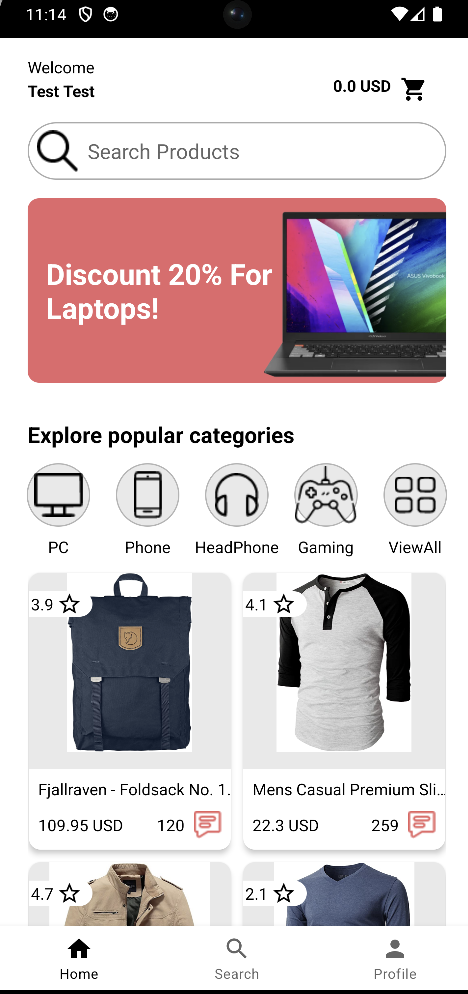 11:14
Welcome
Test Test
0.0 USD
Search Products
Discount 20% For
Laptops!
ASUS Vivobook
Explore popular categories
PC
Phone
HeadPhone
Gaming
ViewAll
3.9
4.1
Fjallraven - Foldsack No. 1.
Mens Casual Premium Sli...
109.95 USD
120
22.3 USD
259
4.7
2.1
Home
Search
Profile